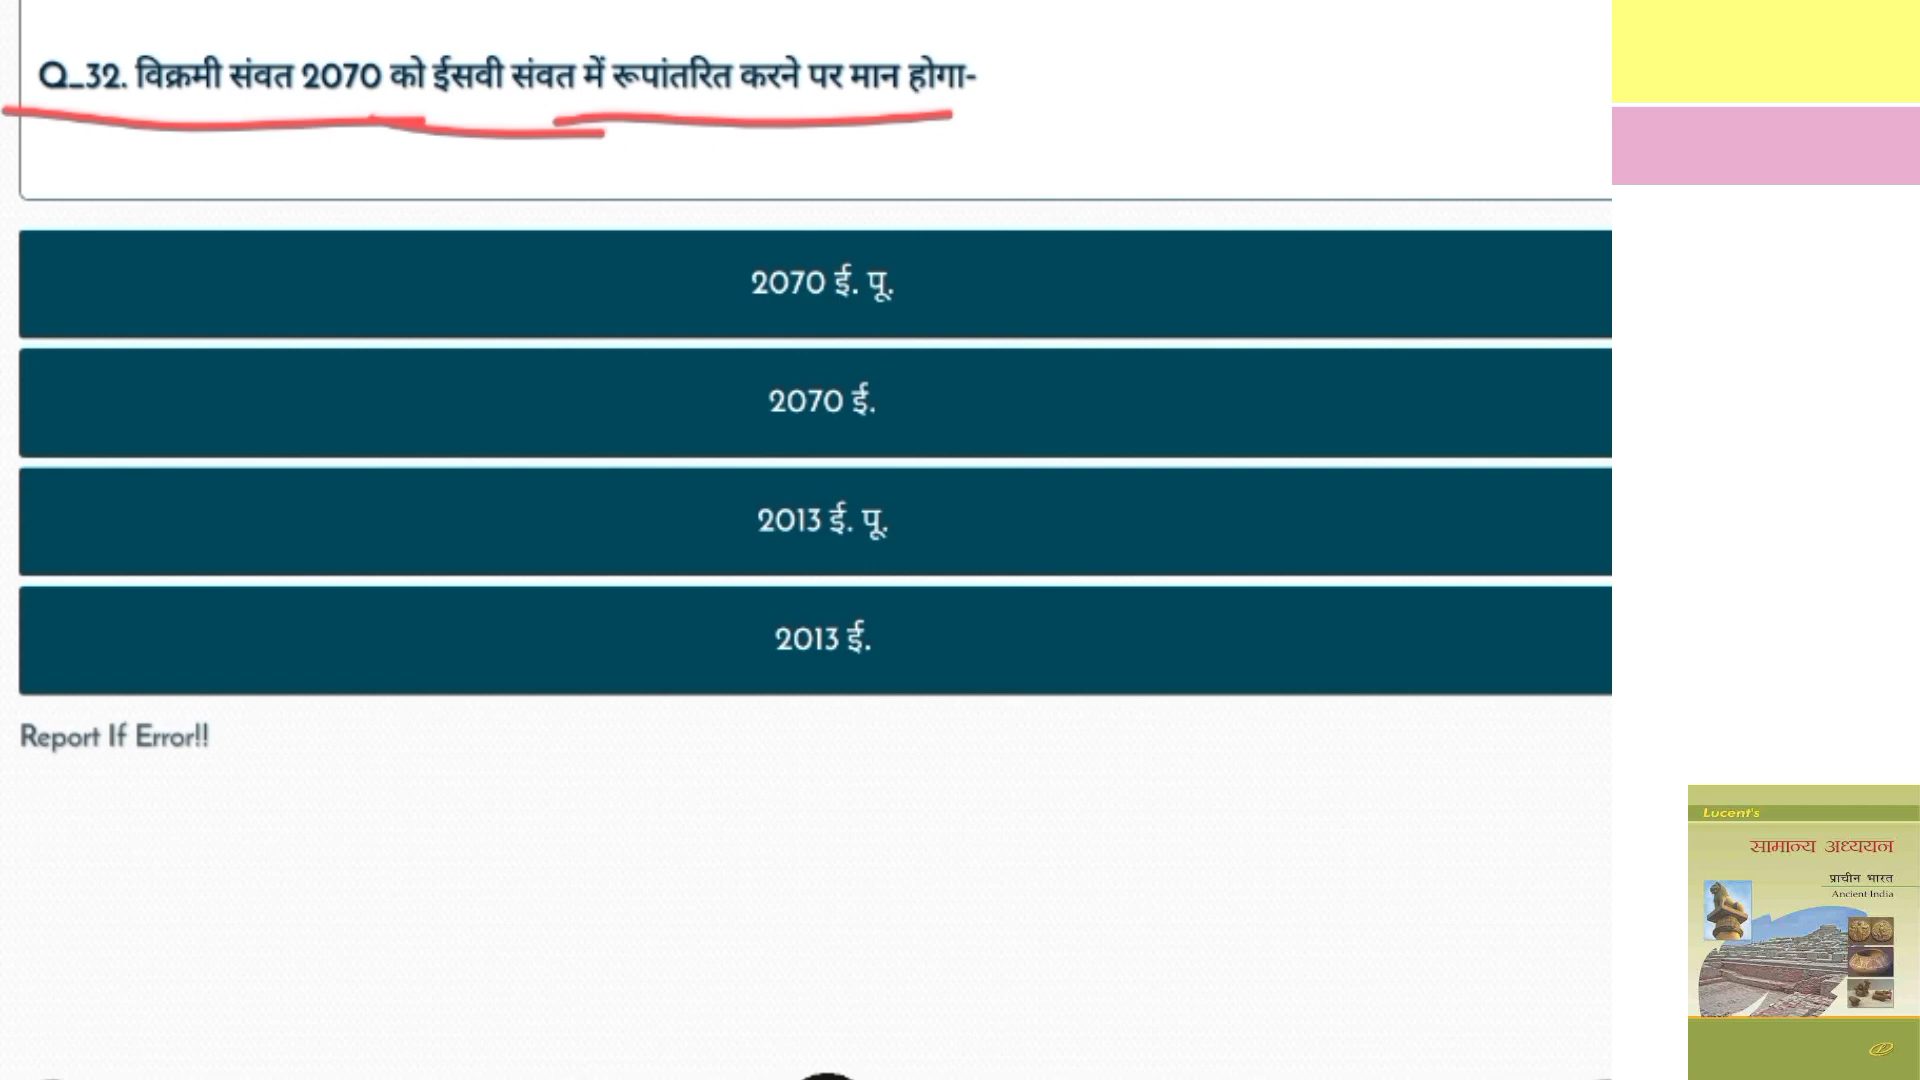 Q_32. विक्रमी संवत 2070 को ईसवी संवत में रूपांतरित करने पर मान होगा-
2070 ई. पू.
2070 ई.
2013 ई. पू.
2013 ई.
Report If Error!!
Lucent's
सामान्य अध्ययन
प्राचीन भारत
Ancient India